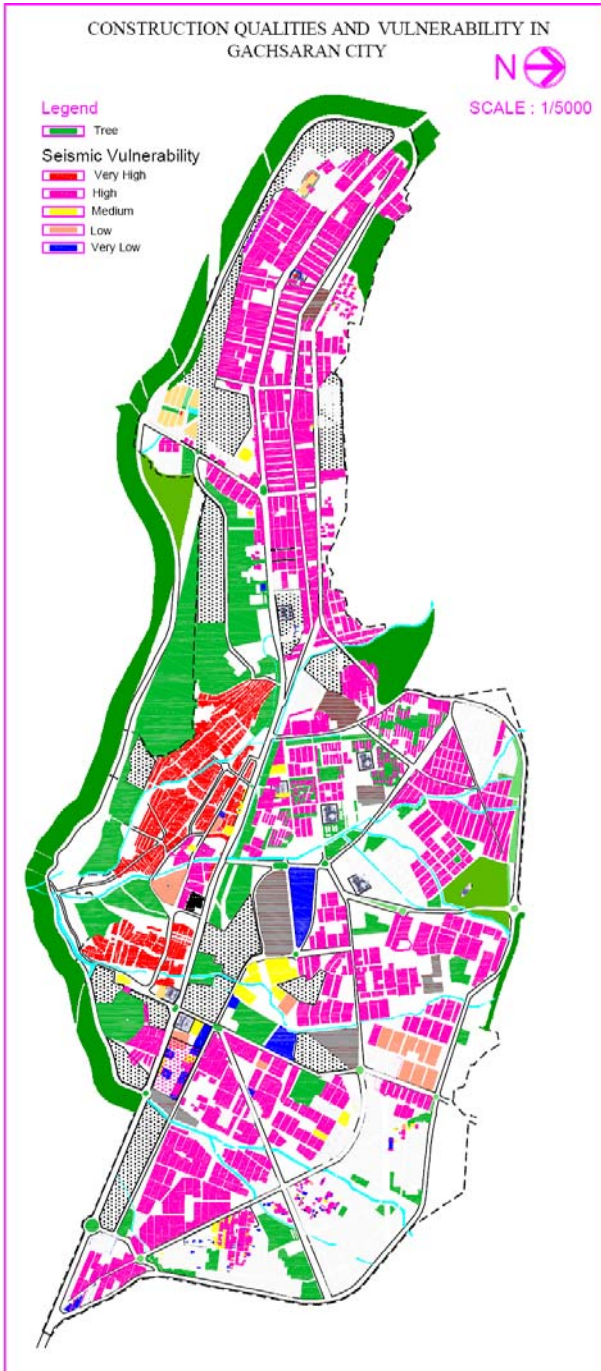 CONSTRUCTION QUALITIES AND VULNERABILITY IN
GACHSARAN CITY
N
SCALE : 1/5000
Legend
Tree
Seismic Vulnerability
Very High
High
Medium
Low
Very Low